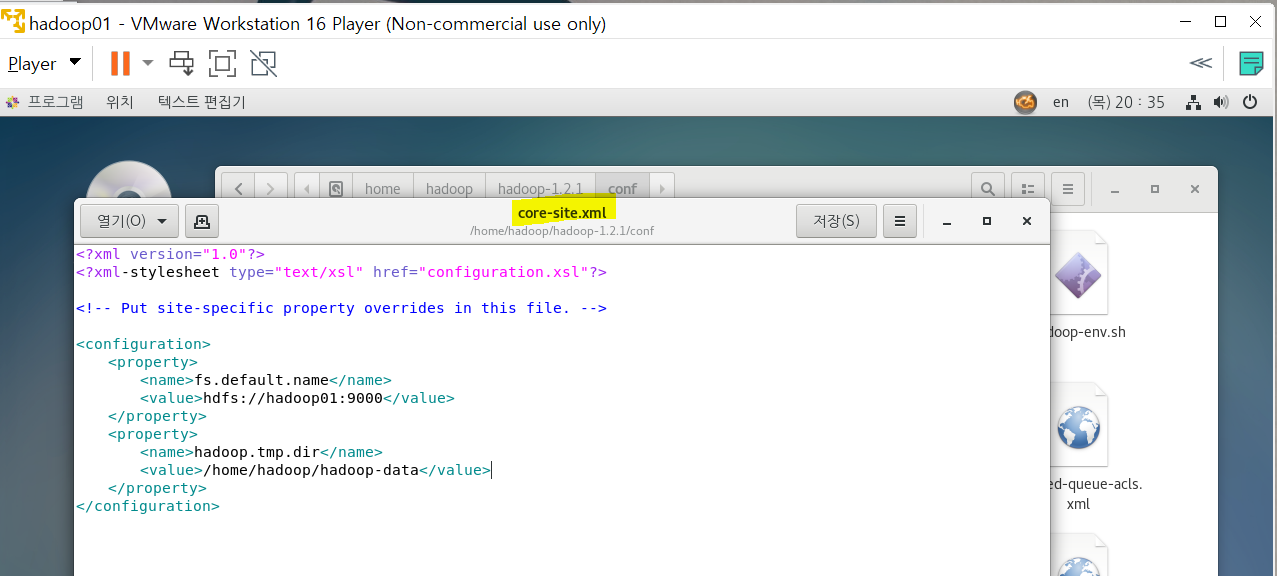 hadoop01 - VMware Workstation 16 Player (Non-commercial use only)
Player
프로그램 위치 텍스트 편집기 en (목) 20 : 35
home hadoop hadoop-1.2.1 conf
열기(O) core-site.xml 저장(S)
/home/hadoop/hadoop-1.2.1/conf
<?xml version="1.0"?>
<?xml-stylesheet type="text/xsl" href="configuration.xsl"?>
<!-- Put site-specific property overrides in this file. -->
<configuration>
<property>
<name>fs.default.name</name>
<value>hdfs://hadoop01:9000</value>
</property>
<property>
<name>hadoop.tmp.dir</name>
<value>/home/hadoop/hadoop-data</value>
</property>
</configuration>
doop-env.sh
ed-queue-acls.
xml